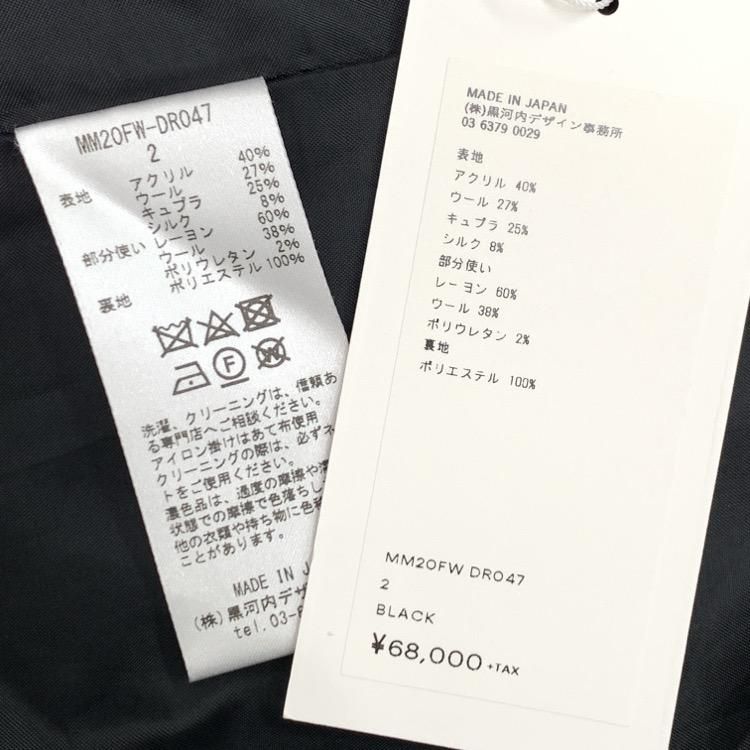 MM20FW-DR047
2
表地 アクリル 40%
ウール 27%
キュプラ 25%
シルク 8%
部分使い レーヨン 60%
ウール 38%
ポリウレタン 2%
裏地 ポリエステル 100%
F
W
洗濯、クリーニングは、信頼あ
る専門店へご相談ください。
アイロン掛けはあて布使用
クリーニングの際は、必ずネ
トをご使用ください。
濃色品は、過度の摩擦や
状態での摩擦で色落ちし
他の衣類や持ち物に色
ことがあります。
MADE IN
(株)黒河内デザ
tel.03-
MADE IN JAPAN
(株)黒河内デザイン事務所
03 6379 0029
表地
アクリル 40%
ウール 27%
キュプラ 25%
シルク 8%
部分使い
レーヨン 60%
ウール 38%
ポリウレタン 2%
裏地
ポリエステル 100%
MM20FW DR047
2
BLACK
¥68,000 +TAX